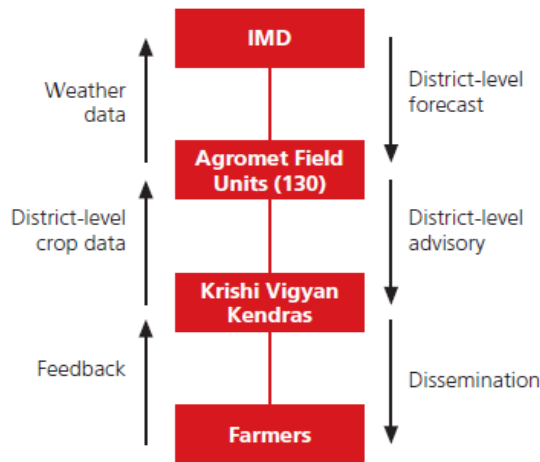 IMD
Weather
data
District-level
forecast
Agromet Field
Units (130)
District-level
crop data
District-level
advisory
Krishi Vigyan
Kendras
Feedback
Dissemination
Farmers